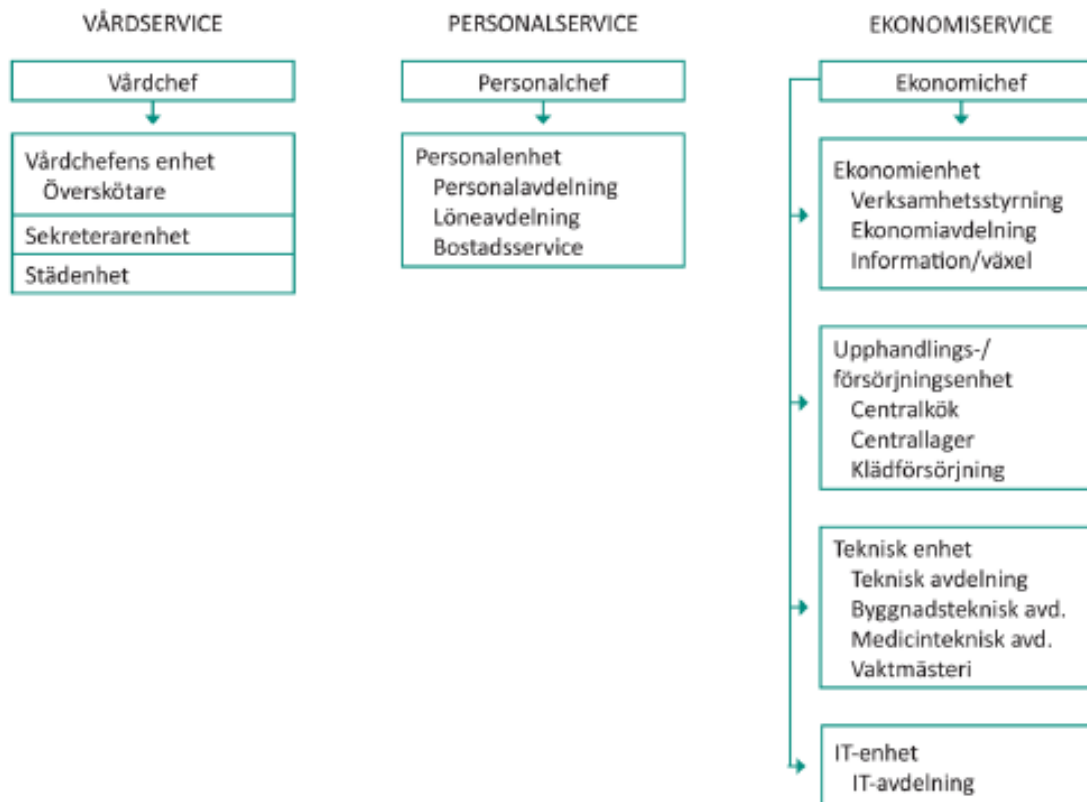 VÅRDSERVICE
Vårdchef
Vårdchefens enhet
Överskötare
Sekreterarenhet
Städenhet
PERSONALSERVICE
Personalchef
Personalenhet
Personalavdelning
Löneavdelning
Bostadsservice
EKONOMISERVICE
Ekonomichef
Ekonomienhet
Verksamhetsstyrning
Ekonomiavdelning
Information/växel
Upphandlings-/
försörjningsenhet
Centralkök
Centrallager
Klädförsörjning
Teknisk enhet
Teknisk avdelning
Byggnadsteknisk avd.
Medicinteknisk avd.
Vaktmästeri
IT-enhet
IT-avdelning